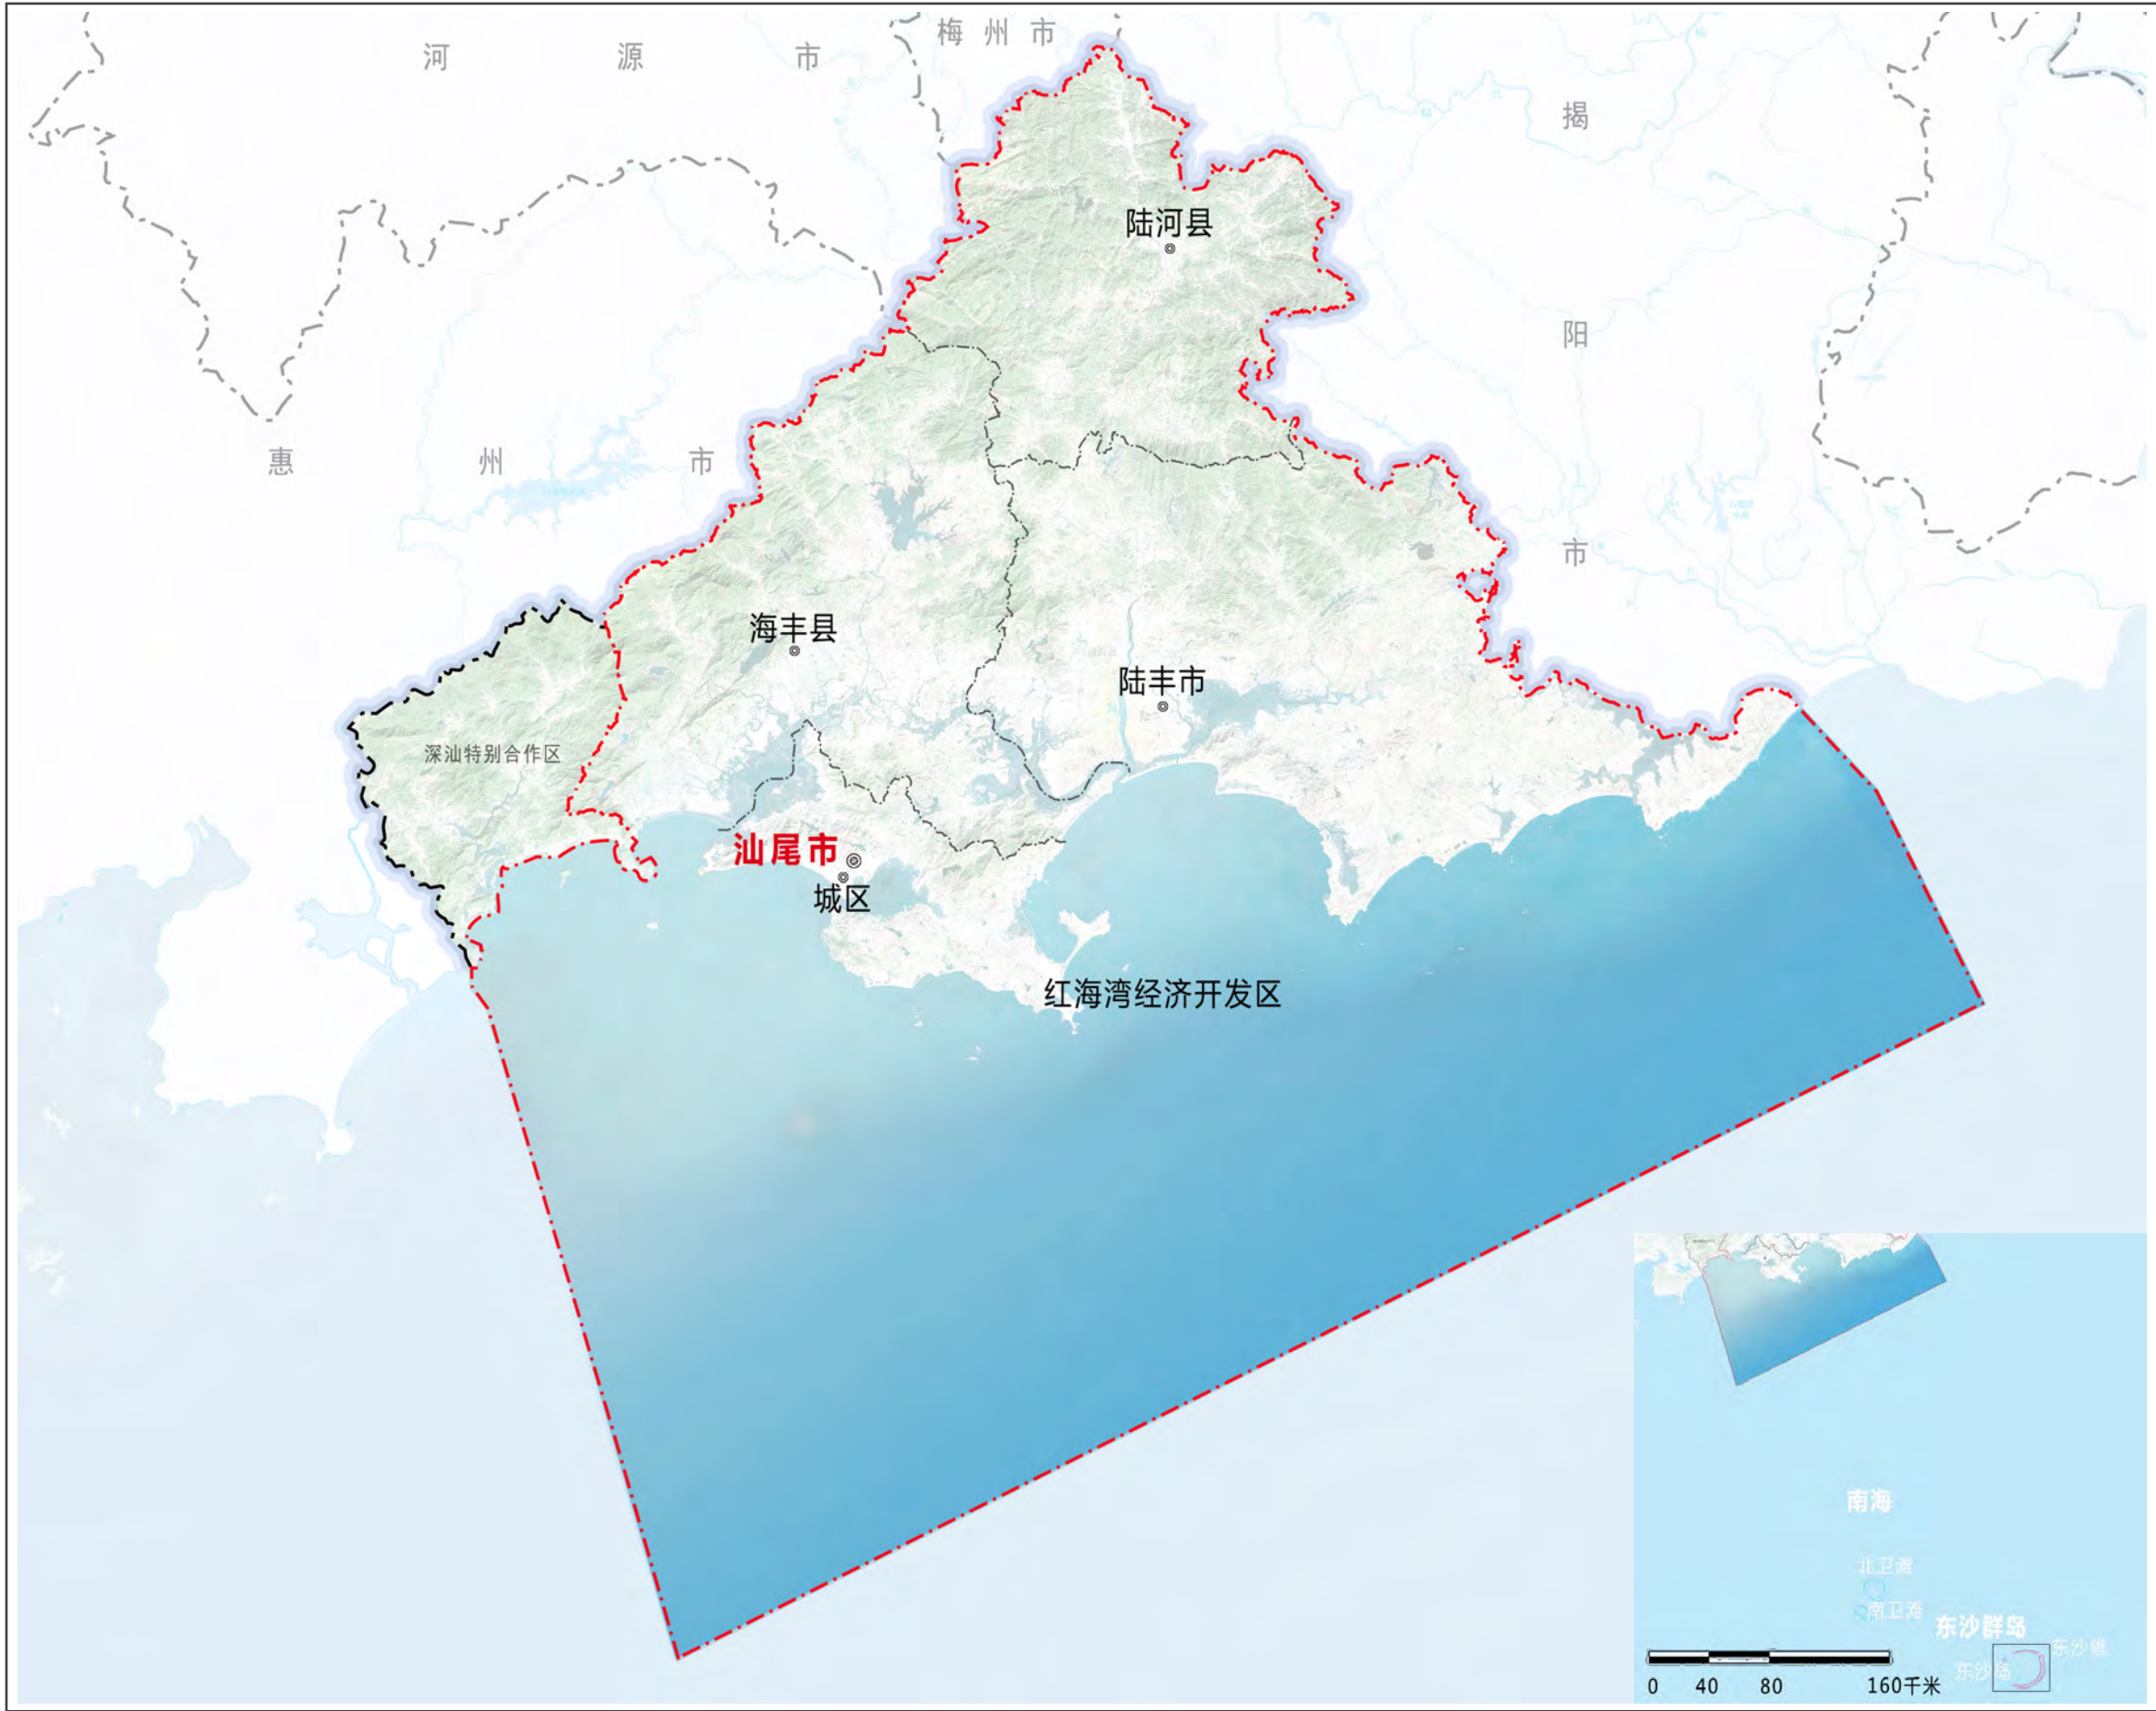 梅州市
河源市
揭阳市
陆河县
惠州市
海丰县
陆丰市
深汕特别合作区
汕尾市
城区
红海湾经济开发区
南海
北卫滩
南卫滩
东沙群岛
东沙礁
东沙岛
0 40 80 160千米